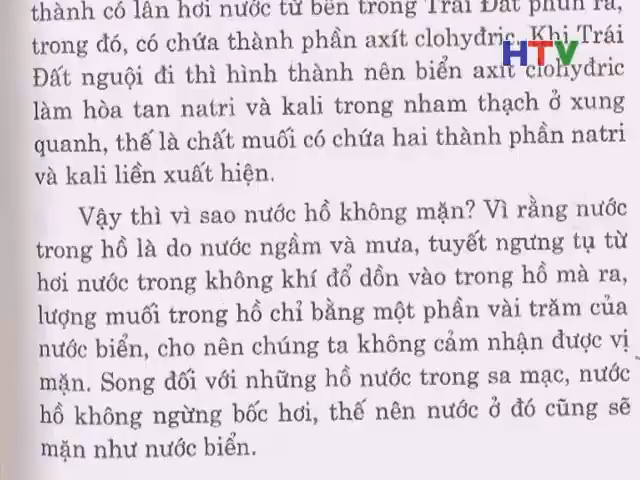 thành có lẫn hơi nước từ bên trong Trái Đất phun ra,
trong đó, có chứa thành phần axít clohyđric. Khi Trái
HTV
Đất nguội đi thì hình thành nên biển axít clohyđric
làm hòa tan natri và kali trong nham thạch ở xung
quanh, thế là chất muối có chứa hai thành phần natri
và kali liền xuất hiện.
Vậy thì vì sao nước hồ không mặn? Vì rằng nước
trong hồ là do nước ngầm và mưa, tuyết ngưng tụ từ
hơi nước trong không khí đổ dồn vào trong hồ mà ra,
lượng muối trong hồ chỉ bằng một phần vài trăm của
nước biển, cho nên chúng ta không cảm nhận được vị
mặn. Song đối với những hồ nước trong sa mạc, nước
hồ không ngừng bốc hơi, thế nên nước ở đó cũng sẽ
mặn như nước biển.